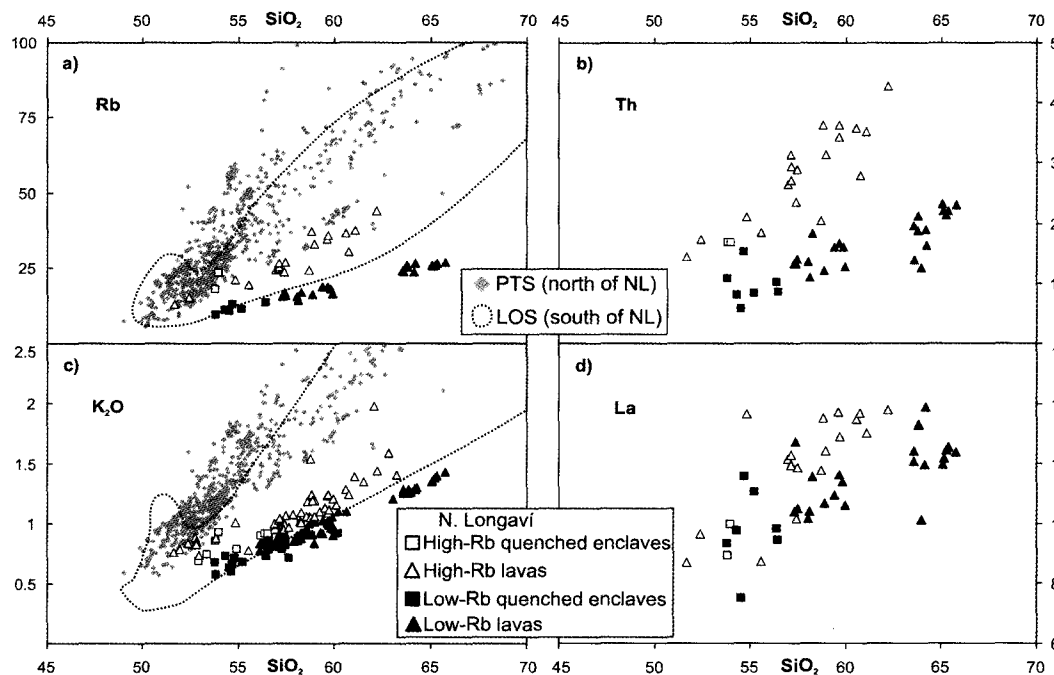 45 50 55 60 65 45 50 55 60 65 70
SiO₂ SiO₂
100 a) b) 5
Rb Th
75
50
25
PTS (north of NL)
LOS (south of NL)
2.5 c) d)
K₂O La
2
1.5
1
0.5
N. Longaví
High-Rb quenched enclaves
High-Rb lavas
Low-Rb quenched enclaves
Low-Rb lavas
45 50 55 60 65 45 50 55 60 65 70
SiO₂ SiO₂